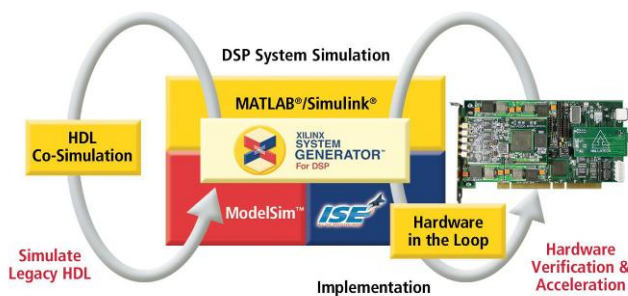 DSP System Simulation
MATLAB®/Simulink®
HDL
Co-Simulation
XILINX
SYSTEM
GENERATOR™
For DSP
ModelSim™
ISE
Hardware
in the Loop
Simulate
Legacy HDL
Implementation
Hardware
Verification &
Acceleration